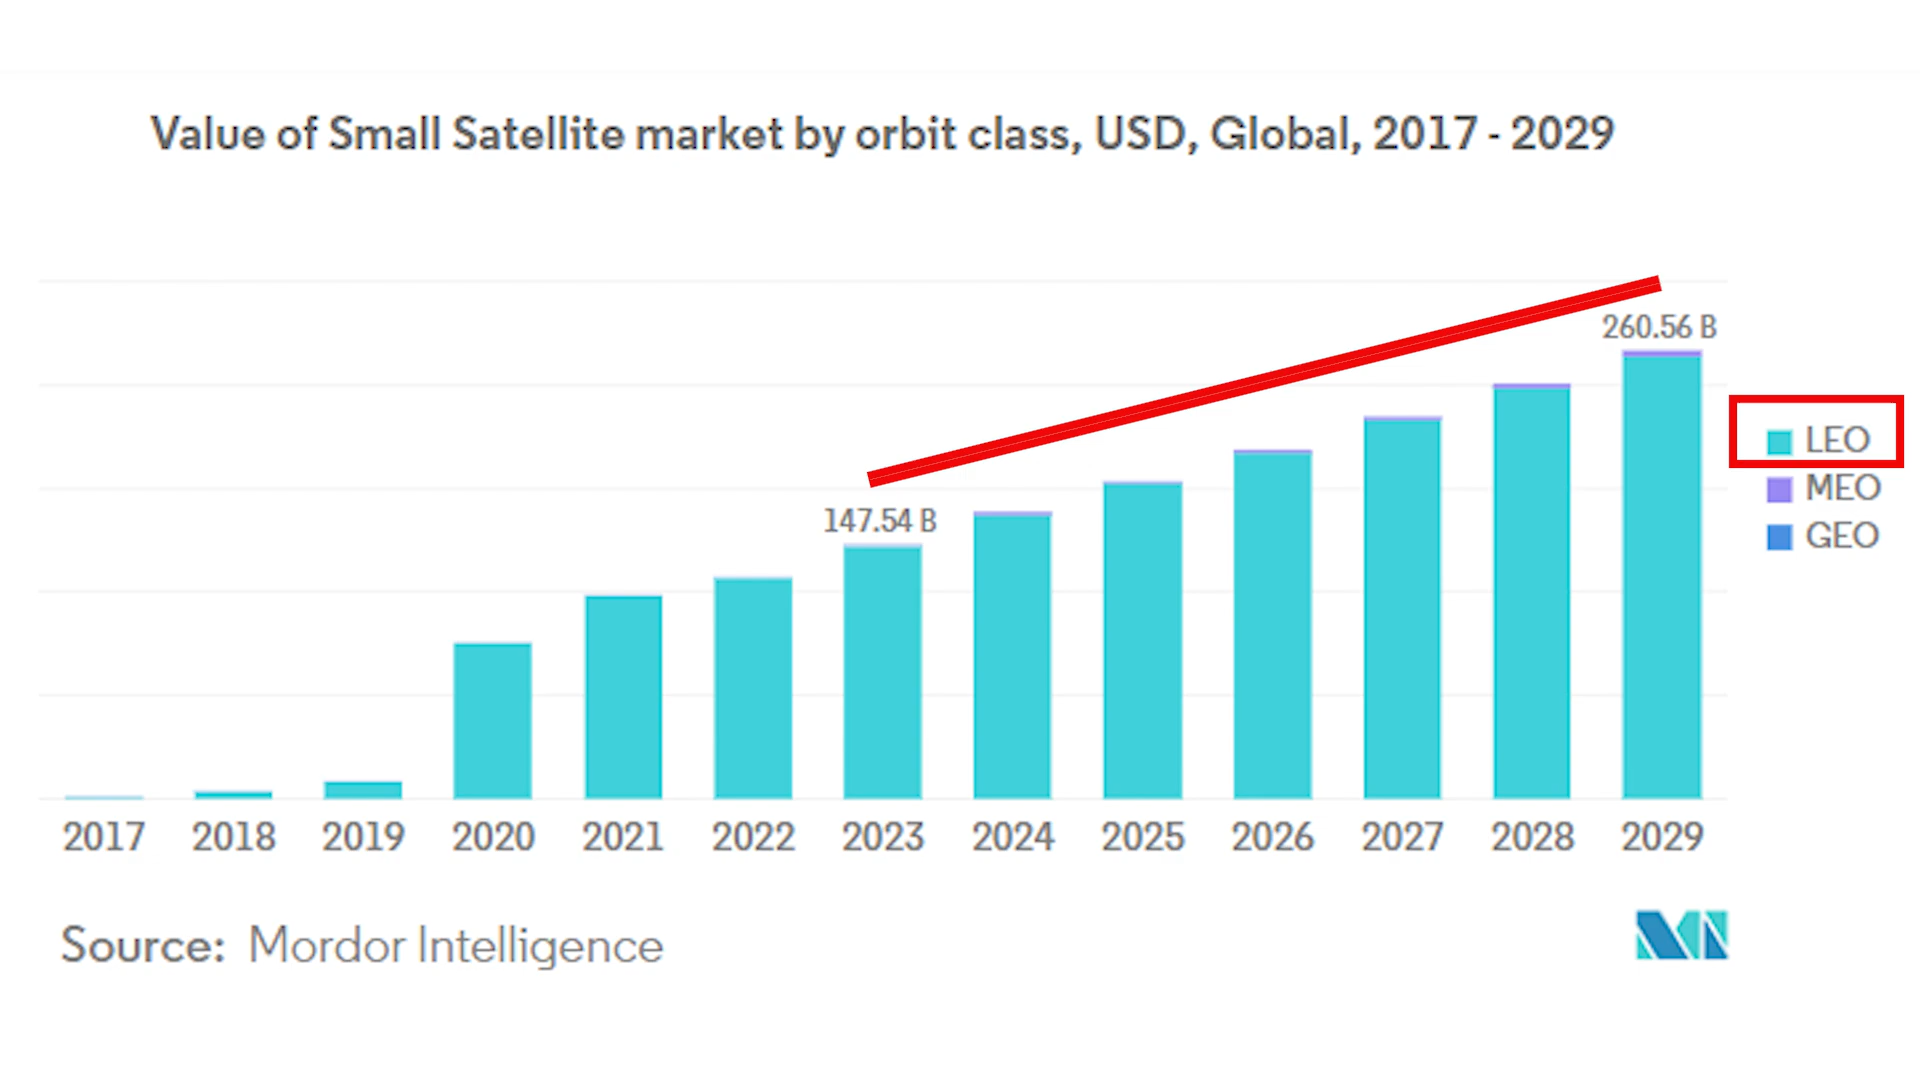 Value of Small Satellite market by orbit class, USD, Global, 2017 - 2029
260.56 B
147.54 B
LEO
MEO
GEO
2017 2018 2019 2020 2021 2022 2023 2024 2025 2026 2027 2028 2029
Source: Mordor Intelligence